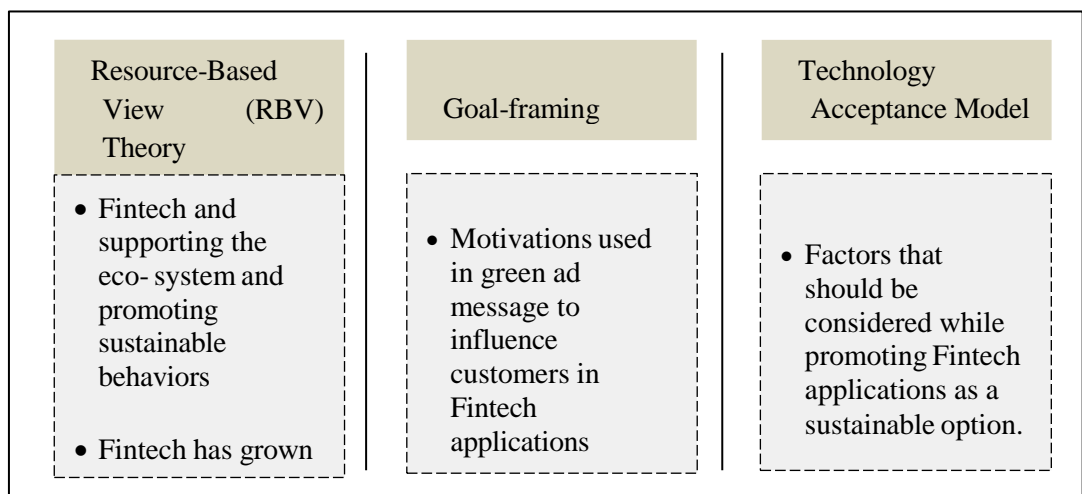 Resource-Based
View (RBV)
Theory
• Fintech and
supporting the
eco- system and
promoting
sustainable
behaviors
• Fintech has grown
Goal-framing
• Motivations used
in green ad
message to
influence
customers in
Fintech
applications
Technology
Acceptance Model
• Factors that
should be
considered while
promoting Fintech
applications as a
sustainable option.